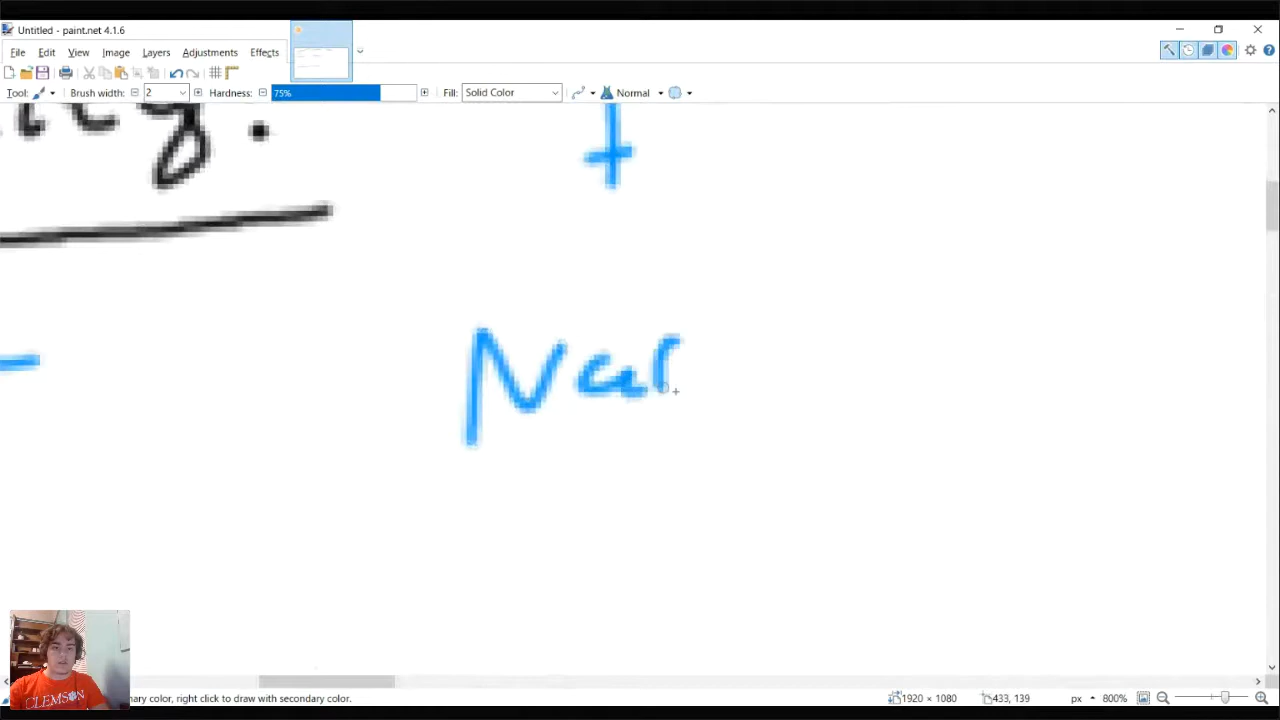 Untitled - paint.net 4.1.6
File Edit View Image Layers Adjustments Effects
Tool: Brush width: 2 Hardness: 75% Fill: Solid Color Normal
Nar
CLEMSON
mary color, right click to draw with secondary color. 1920 × 1080 433, 139 px 800%